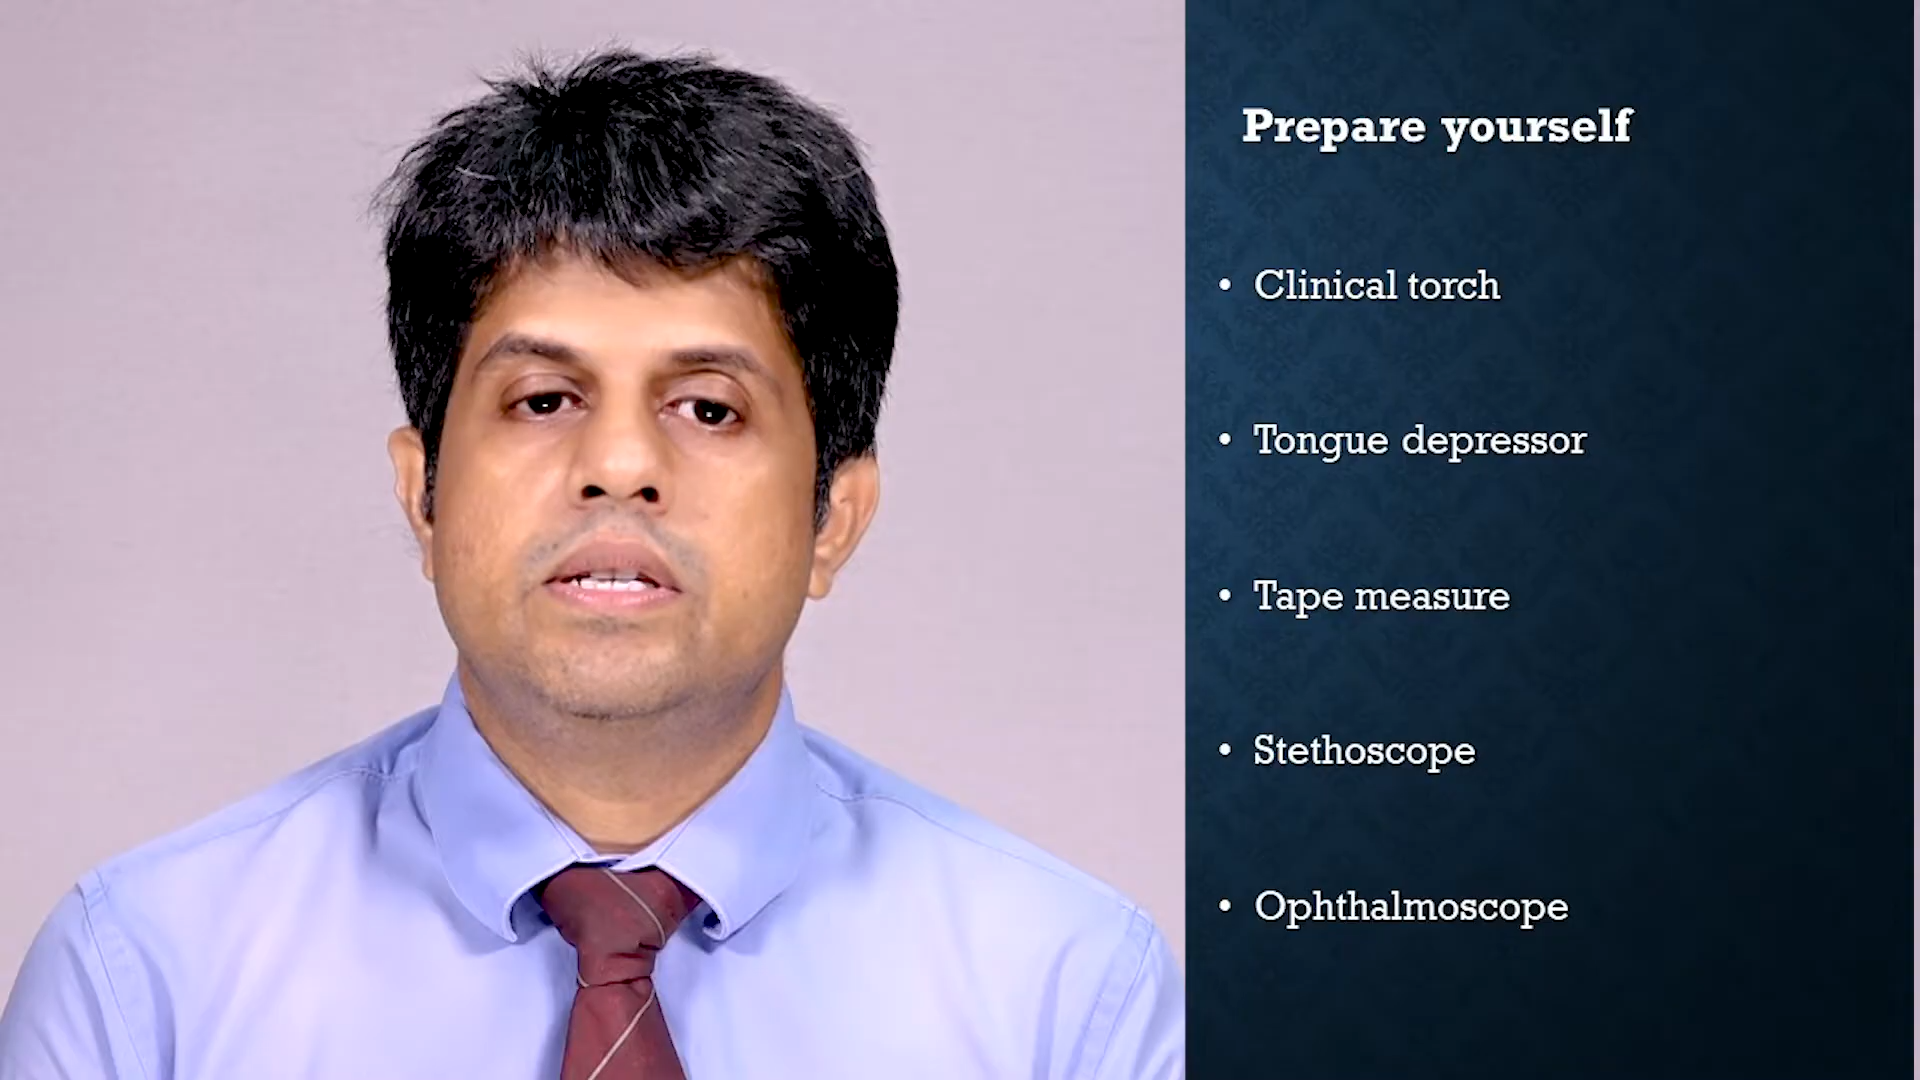 Prepare yourself
• Clinical torch
• Tongue depressor
• Tape measure
• Stethoscope
• Ophthalmoscope